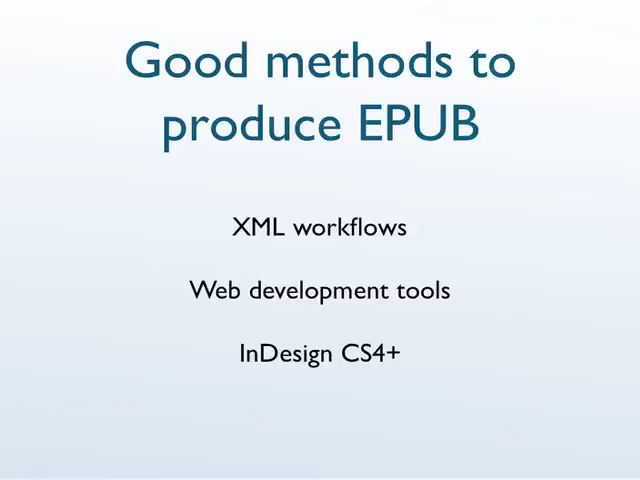 Good methods to
produce EPUB
XML workflows
Web development tools
InDesign CS4+